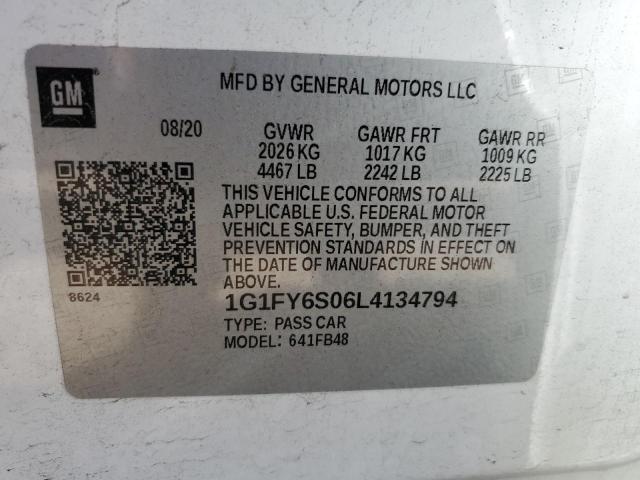 GM
MFD BY GENERAL MOTORS LLC
08/20 GVWR GAWR FRT GAWR RR
2026 KG 1017 KG 1009 KG
4467 LB 2242 LB 2225 LB
THIS VEHICLE CONFORMS TO ALL
APPLICABLE U.S. FEDERAL MOTOR
VEHICLE SAFETY, BUMPER, AND THEFT
PREVENTION STANDARDS IN EFFECT ON
THE DATE OF MANUFACTURE SHOWN
ABOVE.
8624
1G1FY6S06L4134794
TYPE: PASS CAR
MODEL: 641FB48